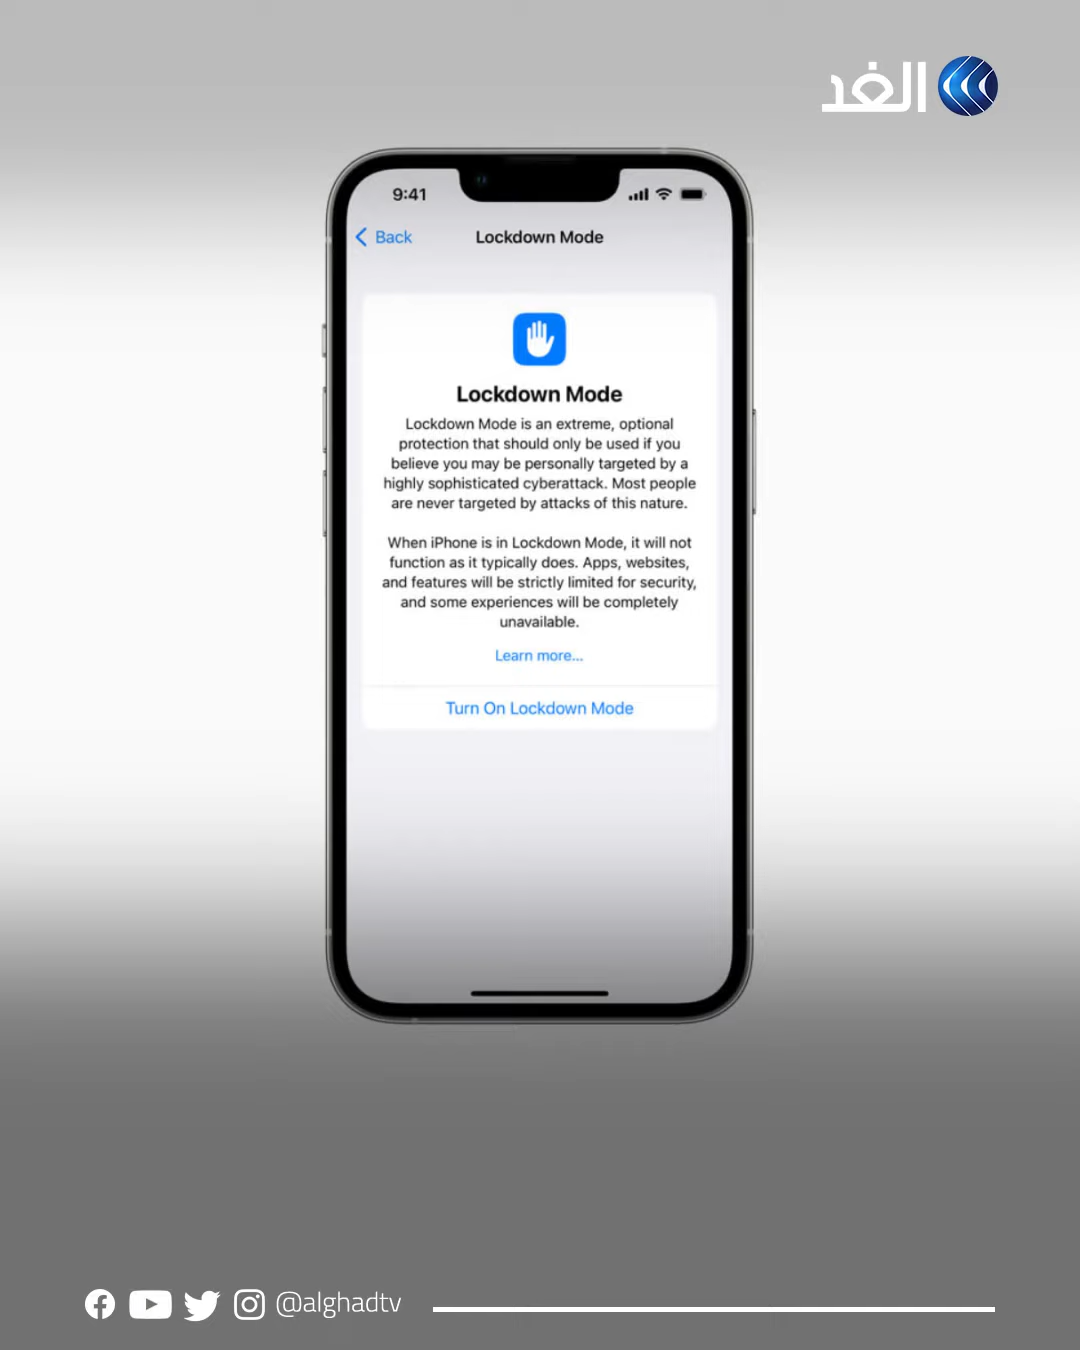 الغد
9:41
Back
Lockdown Mode
Lockdown Mode
Lockdown Mode is an extreme, optional
protection that should only be used if you
believe you may be personally targeted by a
highly sophisticated cyberattack. Most people
are never targeted by attacks of this nature.
When iPhone is in Lockdown Mode, it will not
function as it typically does. Apps, websites,
and features will be strictly limited for security,
and some experiences will be completely
unavailable.
Learn more...
Turn On Lockdown Mode
@alghadtv